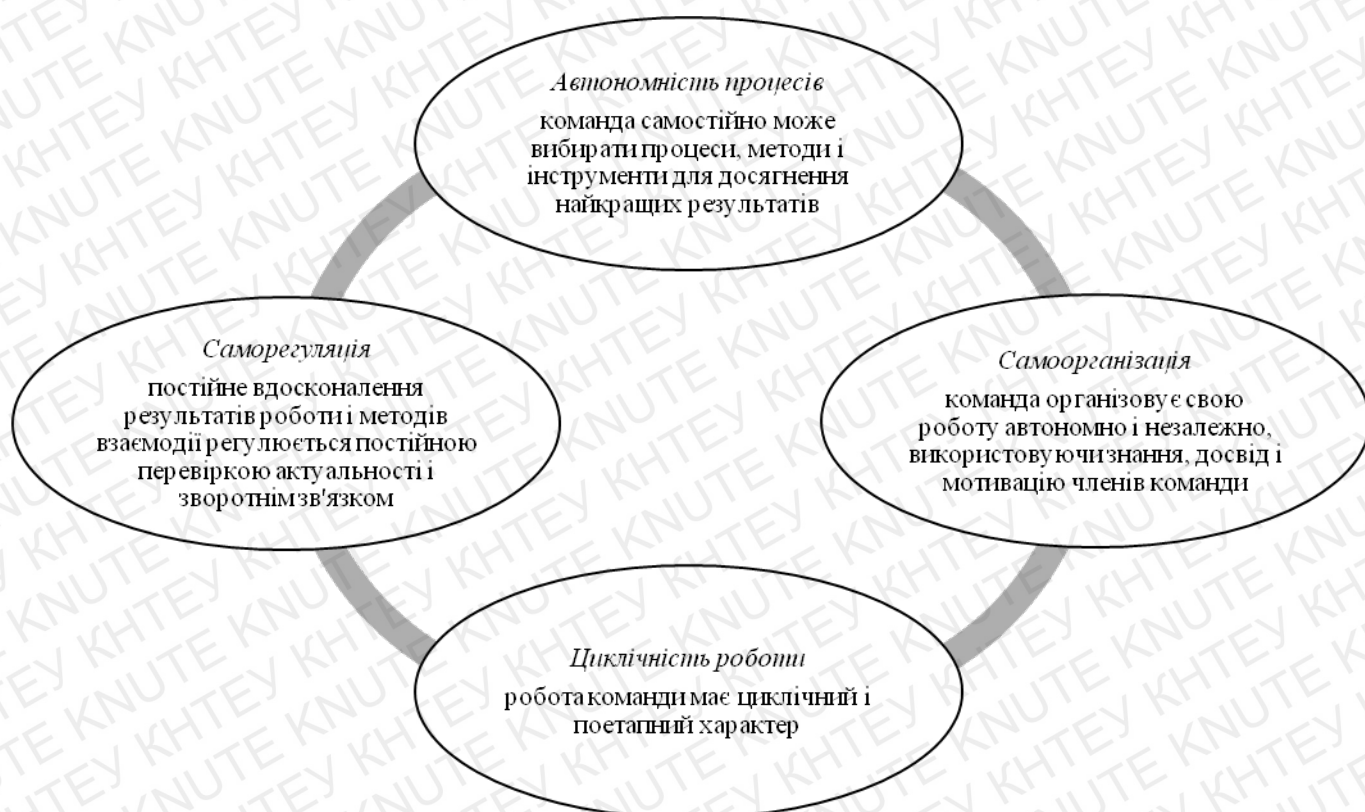 Автономність процесів
команда самостійно може
вибирати процеси, методи і
інструменти для досягнення
найкращих результатів
Саморегуляція
постійне вдосконалення
результатів роботи і методів
взаємодії регулюється постійною
перевіркою актуальності і
зворотнім зв'язком
Самоорганізація
команда організовує свою
роботу автономно і незалежно,
використовуючи знання, досвід і
мотивацію членів команди
Циклічність роботи
робота команди має циклічний і
поетапний характер